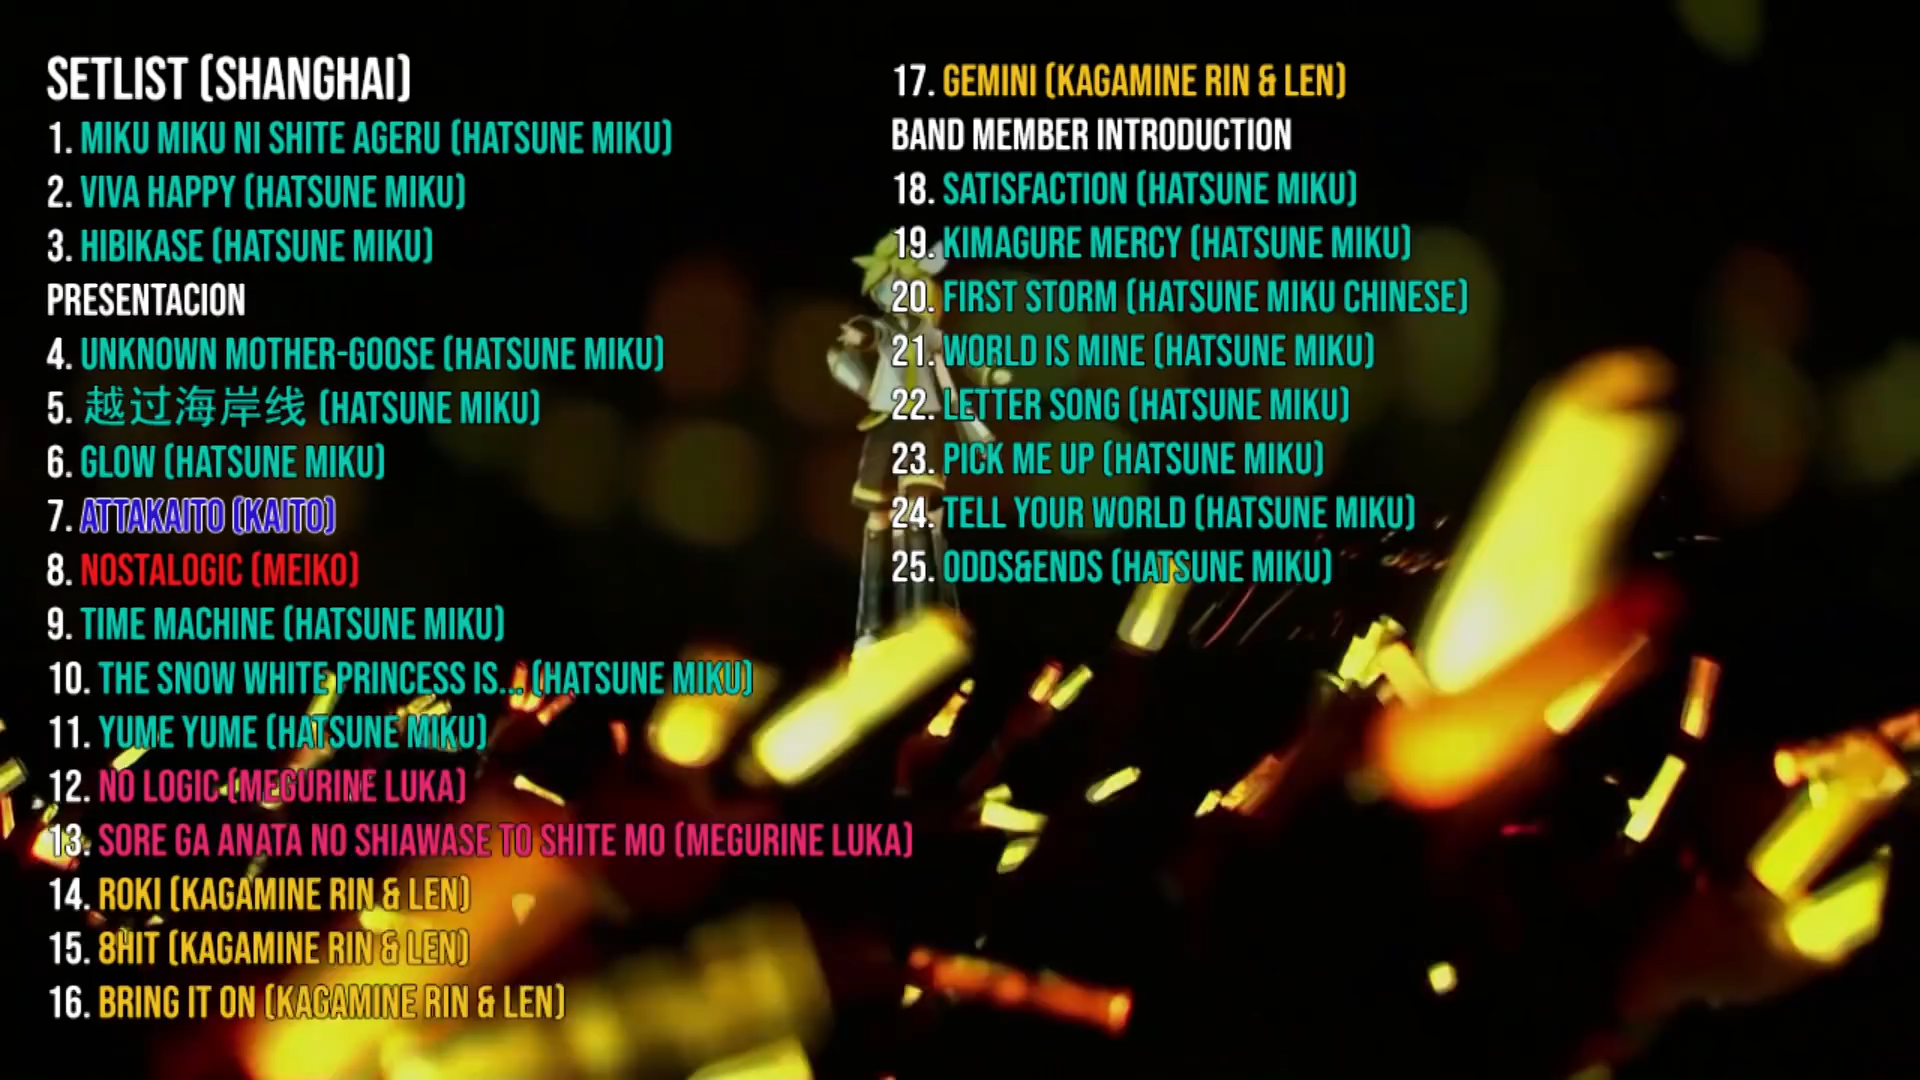 SETLIST (SHANGHAI)
1. MIKU MIKU NI SHITE AGERU (HATSUNE MIKU)
2. VIVA HAPPY (HATSUNE MIKU)
3. HIBIKASE (HATSUNE MIKU)
PRESENTACION
4. UNKNOWN MOTHER-GOOSE (HATSUNE MIKU)
5. 越过海岸线 (HATSUNE MIKU)
6. GLOW (HATSUNE MIKU)
7. ATTAKAITO (KAITO)
8. NOSTALOGIC (MEIKO)
9. TIME MACHINE (HATSUNE MIKU)
10. THE SNOW WHITE PRINCESS IS... (HATSUNE MIKU)
11. YUME YUME (HATSUNE MIKU)
12. NO LOGIC (MEGURINE LUKA)
13. SORE GA ANATA NO SHIAWASE TO SHITE MO (MEGURINE LUKA)
14. ROKI (KAGAMINE RIN & LEN)
15. 8HIT (KAGAMINE RIN & LEN)
16. BRING IT ON (KAGAMINE RIN & LEN)
17. GEMINI (KAGAMINE RIN & LEN)
BAND MEMBER INTRODUCTION
18. SATISFACTION (HATSUNE MIKU)
19. KIMAGURE MERCY (HATSUNE MIKU)
20. FIRST STORM (HATSUNE MIKU CHINESE)
21. WORLD IS MINE (HATSUNE MIKU)
22. LETTER SONG (HATSUNE MIKU)
23. PICK ME UP (HATSUNE MIKU)
24. TELL YOUR WORLD (HATSUNE MIKU)
25. ODDS&ENDS (HATSUNE MIKU)